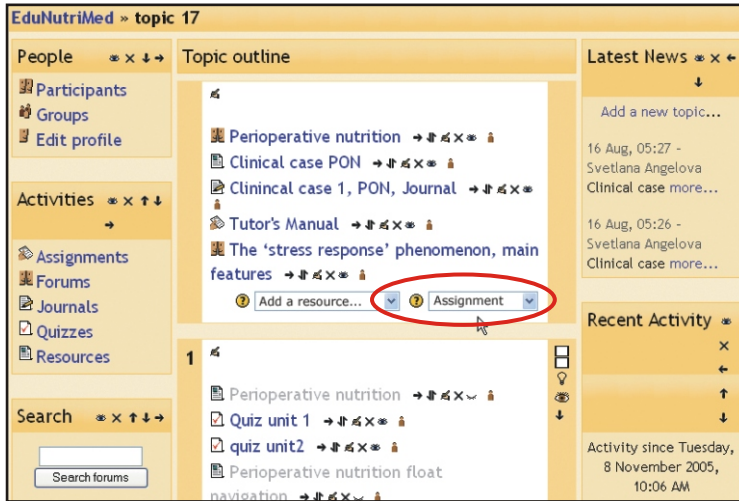 EduNutriMed » topic 17
People
Participants
Groups
Edit profile
Activities
Assignments
Forums
Journals
Quizzes
Resources
Search
Search forums
Topic outline
Perioperative nutrition
Clinical case PON
Clinincal case 1, PON, Journal
Tutor's Manual
The ‘stress response’ phenomenon, main
features
Add a resource... Assignment
1
Perioperative nutrition
Quiz unit 1
quiz unit2
Perioperative nutrition float
navigation
Latest News
Add a new topic...
16 Aug, 05:27 -
Svetlana Angelova
Clinical case more...
16 Aug, 05:26 -
Svetlana Angelova
Clinical case more...
Recent Activity
Activity since Tuesday,
8 November 2005,
10:06 AM